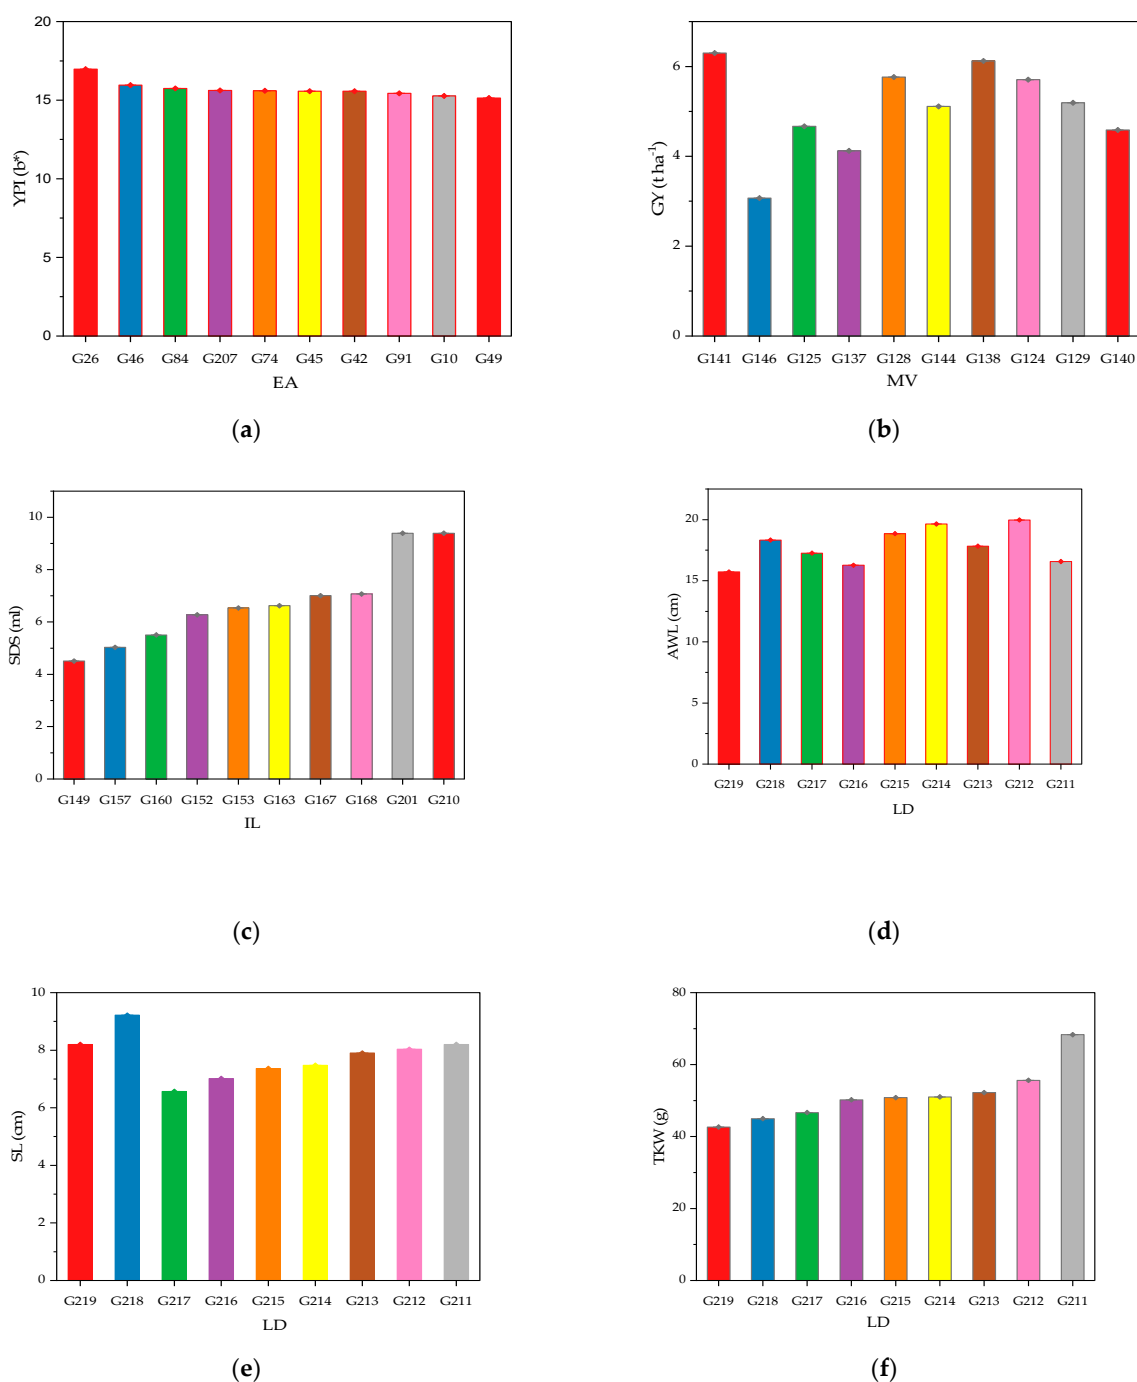 20
15
10
5
0
YPI (b*)
G26 G46 G84 G207 G74 G45 G42 G91 G10 G49
EA
(a)
6
4
2
0
GY (t ha-1)
G141 G146 G125 G137 G128 G144 G138 G124 G129 G140
MV
(b)
10
8
6
4
2
0
SDS (ml)
G149 G157 G160 G152 G153 G163 G167 G168 G201 G210
IL
(c)
20
15
10
5
0
AWL (cm)
G219 G218 G217 G216 G215 G214 G213 G212 G211
LD
(d)
10
8
6
4
2
0
SL (cm)
G219 G218 G217 G216 G215 G214 G213 G212 G211
LD
(e)
80
60
40
20
0
TKW (g)
G219 G218 G217 G216 G215 G214 G213 G212 G211
LD
(f)